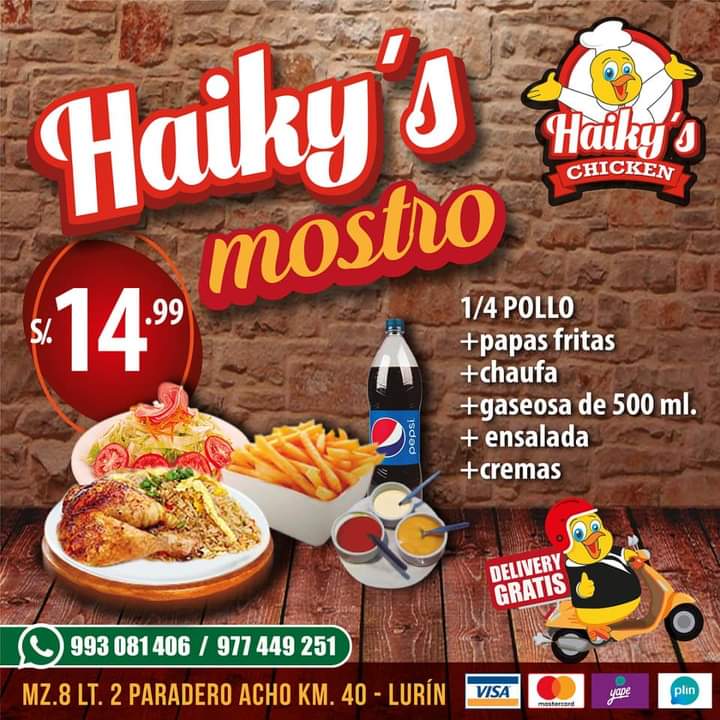 Haiky´s
mostro
Haiky´s
CHICKEN
S/. 14.99
1/4 POLLO
+papas fritas
+chaufa
+gaseosa de 500 ml.
+ ensalada
+cremas
pepsi
DELIVERY
GRATIS
993 081 406 / 977 449 251
MZ.8 LT. 2 PARADERO ACHO KM. 40 - LURÍN
VISA
mastercard
yape
plin